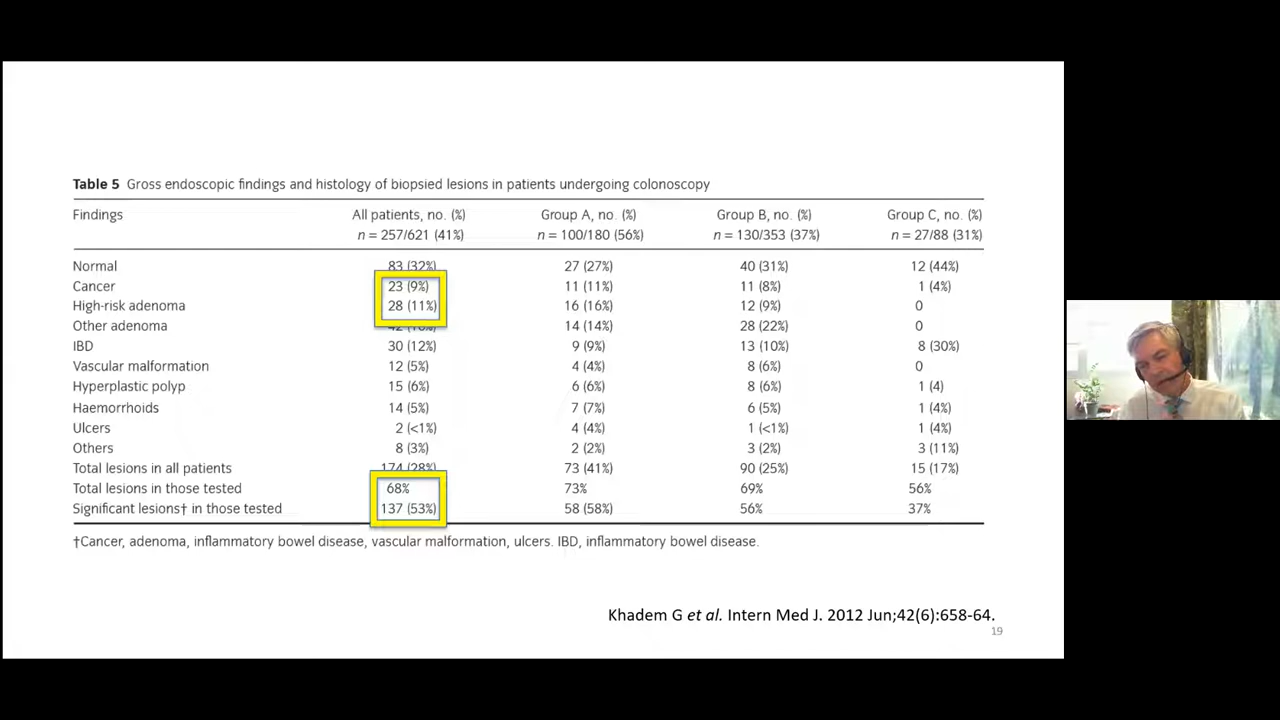 Table 5 Gross endoscopic findings and histology of biopsied lesions in patients undergoing colonoscopy
Findings All patients, no. (%) Group A, no. (%) Group B, no. (%) Group C, no. (%)
n = 257/621 (41%) n = 100/180 (56%) n = 130/353 (37%) n = 27/88 (31%)
Normal 83 (32%) 27 (27%) 40 (31%) 12 (44%)
Cancer 23 (9%) 11 (11%) 11 (8%) 1 (4%)
High-risk adenoma 28 (11%) 16 (16%) 12 (9%) 0
Other adenoma 14 (14%) 28 (22%) 0
IBD 30 (12%) 9 (9%) 13 (10%) 8 (30%)
Vascular malformation 12 (5%) 4 (4%) 8 (6%) 0
Hyperplastic polyp 15 (6%) 6 (6%) 8 (6%) 1 (4)
Haemorrhoids 14 (5%) 7 (7%) 6 (5%) 1 (4%)
Ulcers 2 (<1%) 4 (4%) 1 (<1%) 1 (4%)
Others 8 (3%) 2 (2%) 3 (2%) 3 (11%)
Total lesions in all patients 174 (28%) 73 (41%) 90 (25%) 15 (17%)
Total lesions in those tested 68% 73% 69% 56%
Significant lesions† in those tested 137 (53%) 58 (58%) 56% 37%
†Cancer, adenoma, inflammatory bowel disease, vascular malformation, ulcers. IBD, inflammatory bowel disease.
Khadem G et al. Intern Med J. 2012 Jun;42(6):658-64.
19